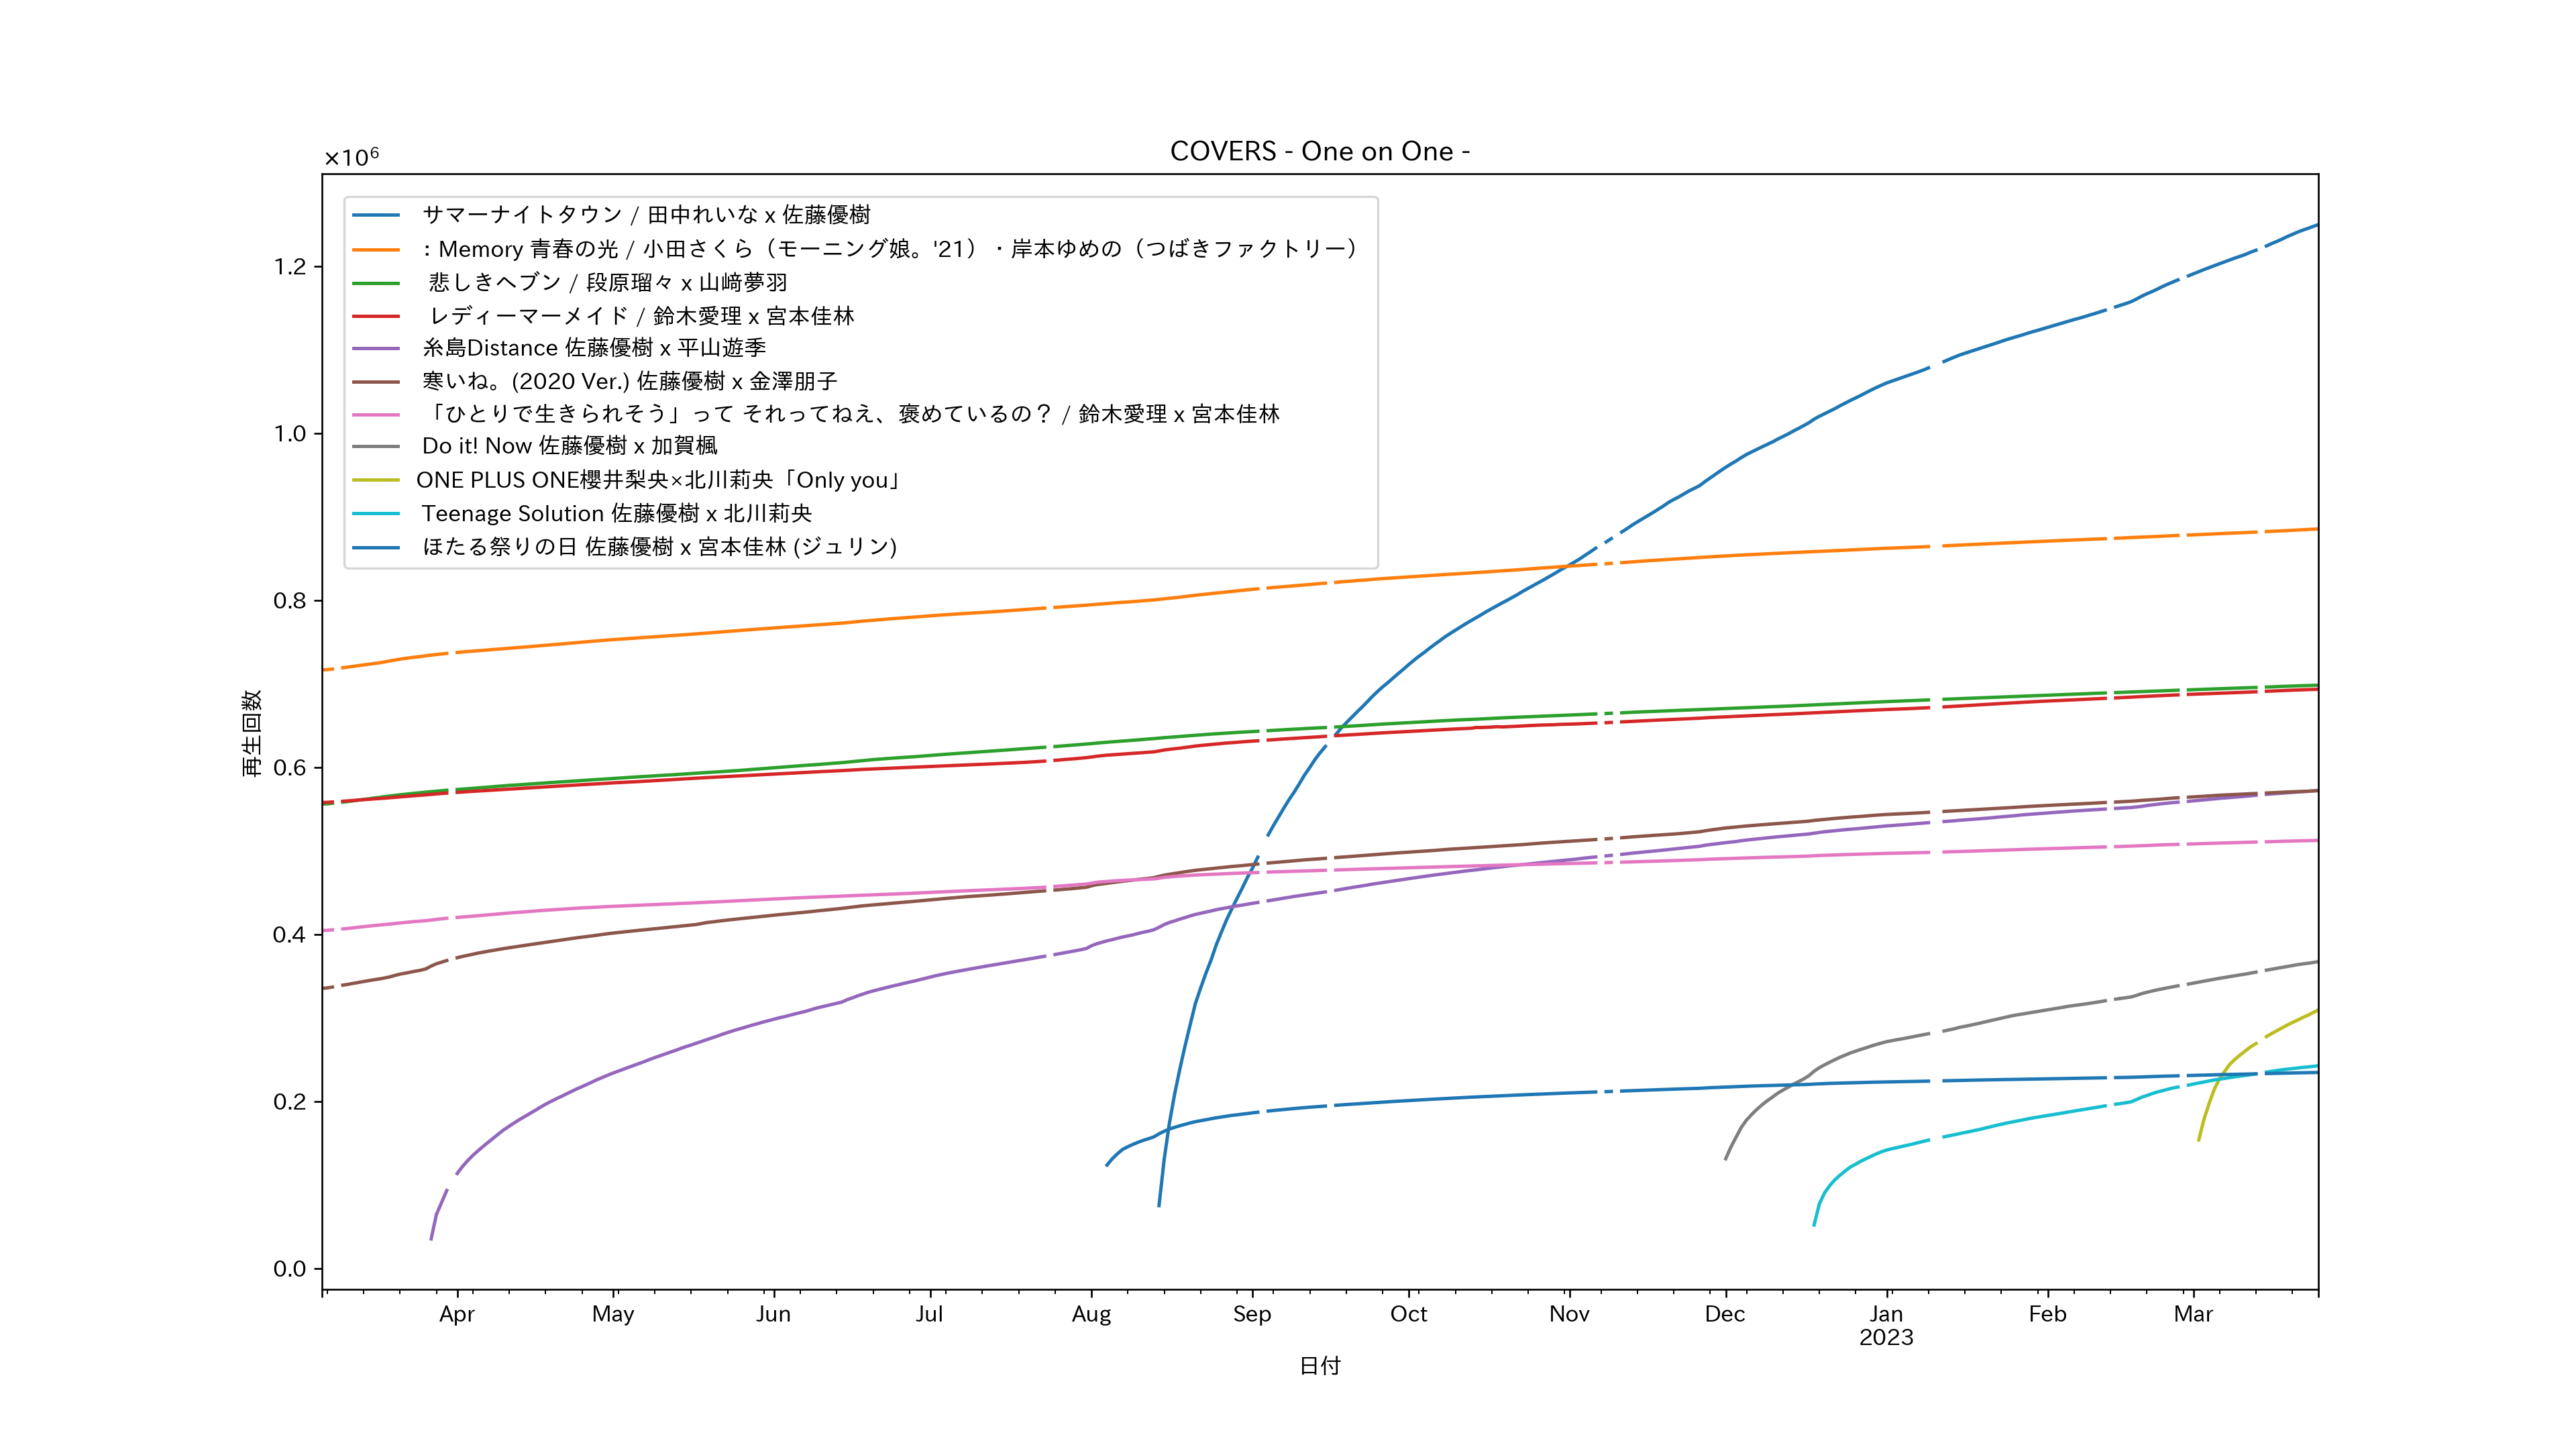 COVERS - One on One -
×10⁶
サマーナイトタウン / 田中れいな x 佐藤優樹
: Memory 青春の光 / 小田さくら（モーニング娘。'21）・岸本ゆめの（つばきファクトリー）
悲しきヘブン / 段原瑠々 x 山﨑夢羽
レディーマーメイド / 鈴木愛理 x 宮本佳林
糸島Distance 佐藤優樹 x 平山遊季
寒いね。(2020 Ver.) 佐藤優樹 x 金澤朋子
「ひとりで生きられそう」って それってねえ、褒めているの？ / 鈴木愛理 x 宮本佳林
Do it! Now 佐藤優樹 x 加賀楓
ONE PLUS ONE櫻井梨央×北川莉央「Only you」
Teenage Solution 佐藤優樹 x 北川莉央
ほたる祭りの日 佐藤優樹 x 宮本佳林 (ジュリン)
1.2
1.0
0.8
0.6
0.4
0.2
0.0
再生回数
Apr May Jun Jul Aug Sep Oct Nov Dec Jan Feb Mar
2023
日付